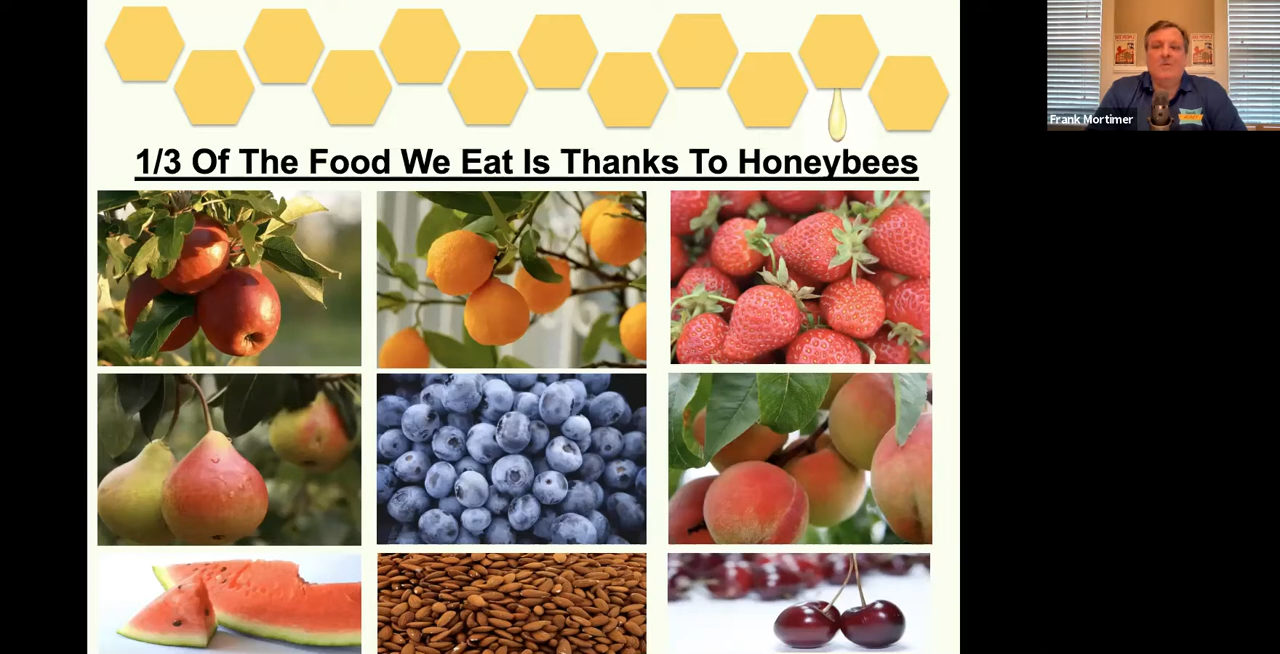 1/3 Of The Food We Eat Is Thanks To Honeybees
Frank Mortimer